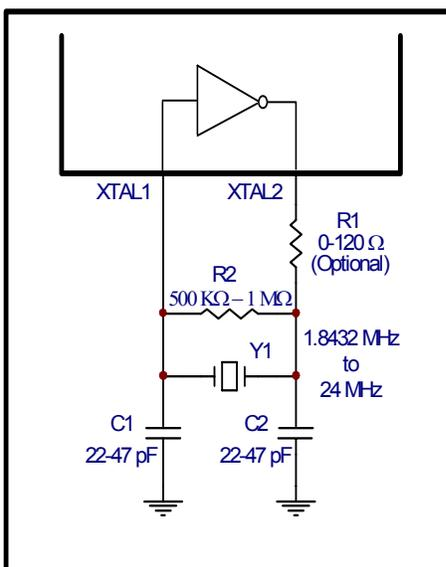 XTAL1 XTAL2
R1
0-120 Ω
(Optional)
R2
500 KΩ – 1 MΩ
Y1
1.8432 MHz
to
24 MHz
C1
22-47 pF
C2
22-47 pF